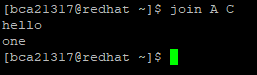 [bca21317@redhat ~]$ join A C
hello
one
[bca21317@redhat ~]$